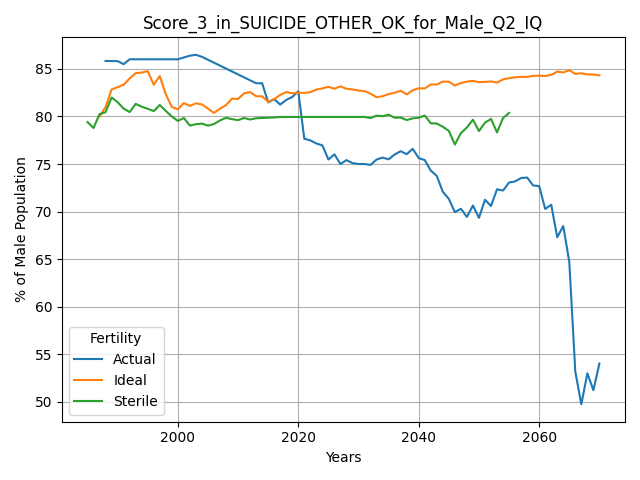 Score_3_in_SUICIDE_OTHER_OK_for_Male_Q2_IQ
% of Male Population
85
80
75
70
65
60
55
50
Fertility
Actual
Ideal
Sterile
2000 2020 2040 2060
Years